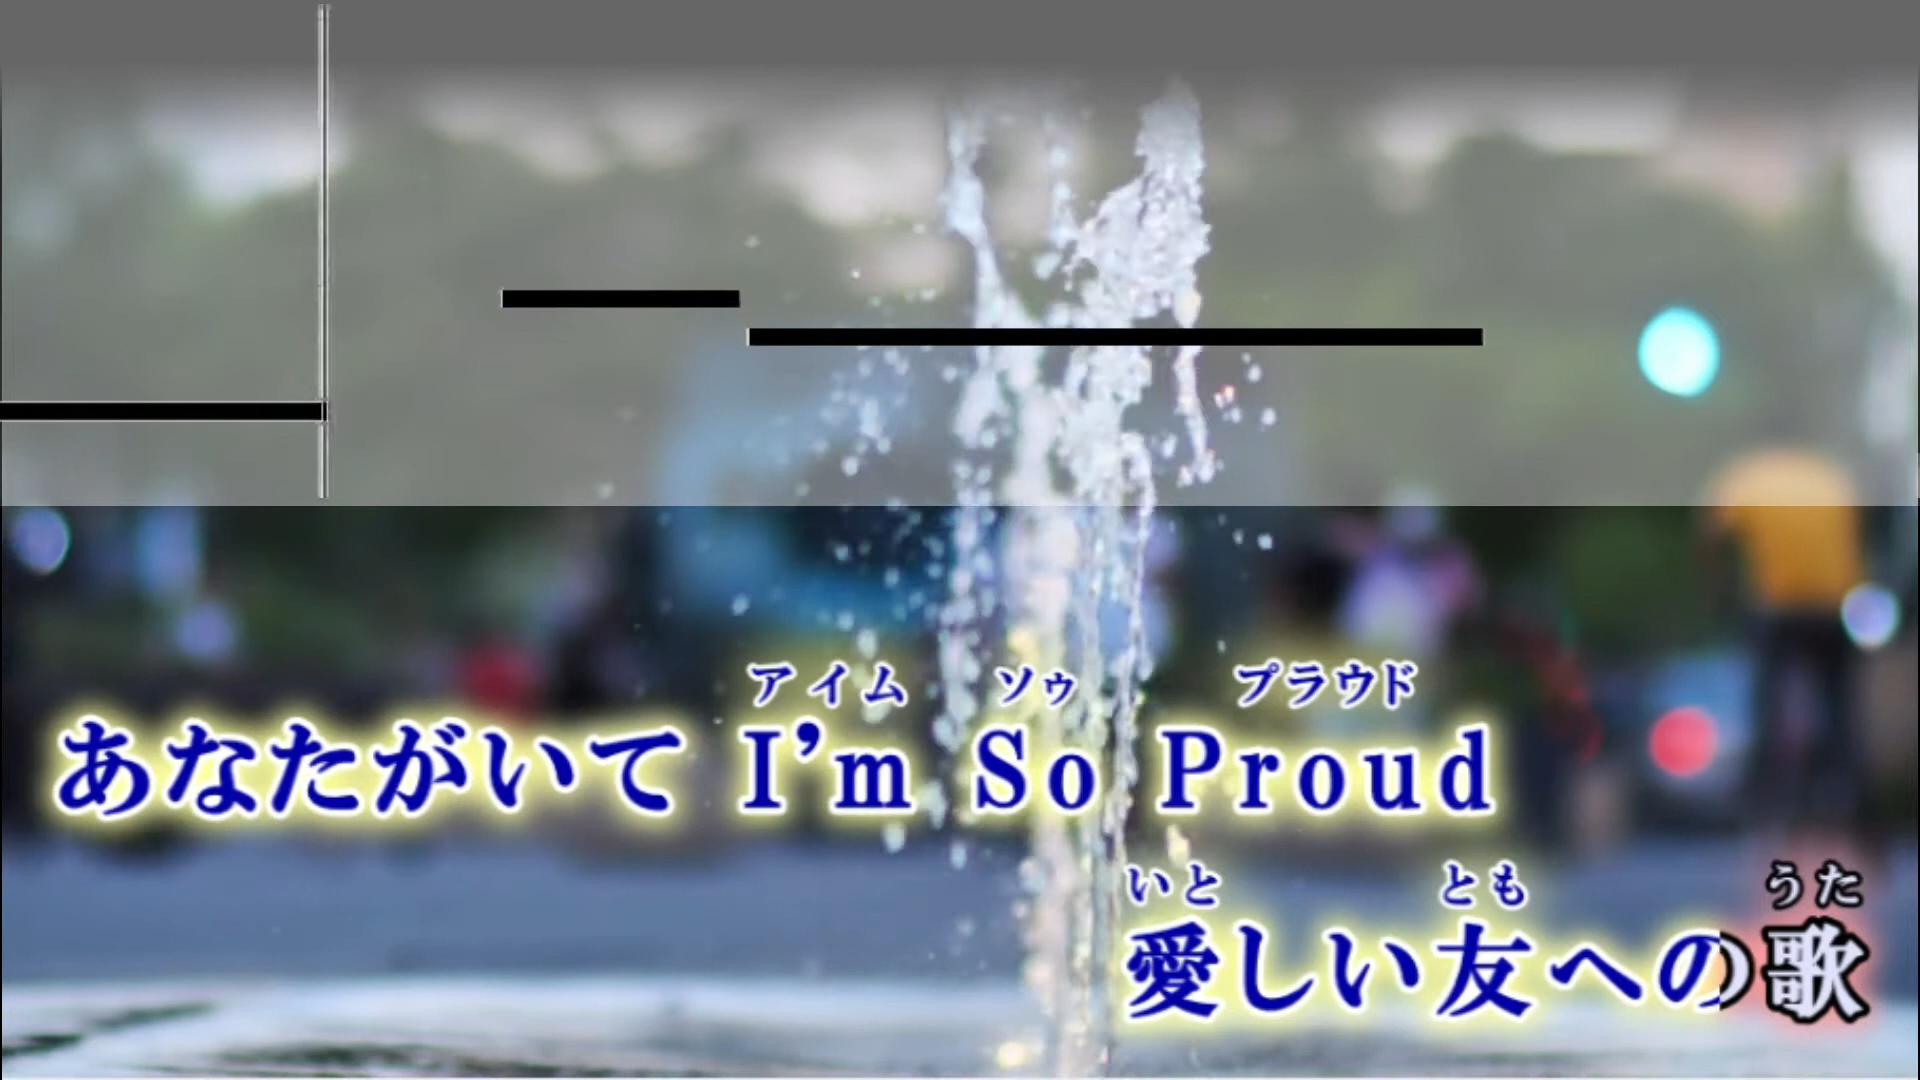 アイム ソゥ プラウド
あなたがいて I'm So Proud
いと とも うた
愛しい友への歌